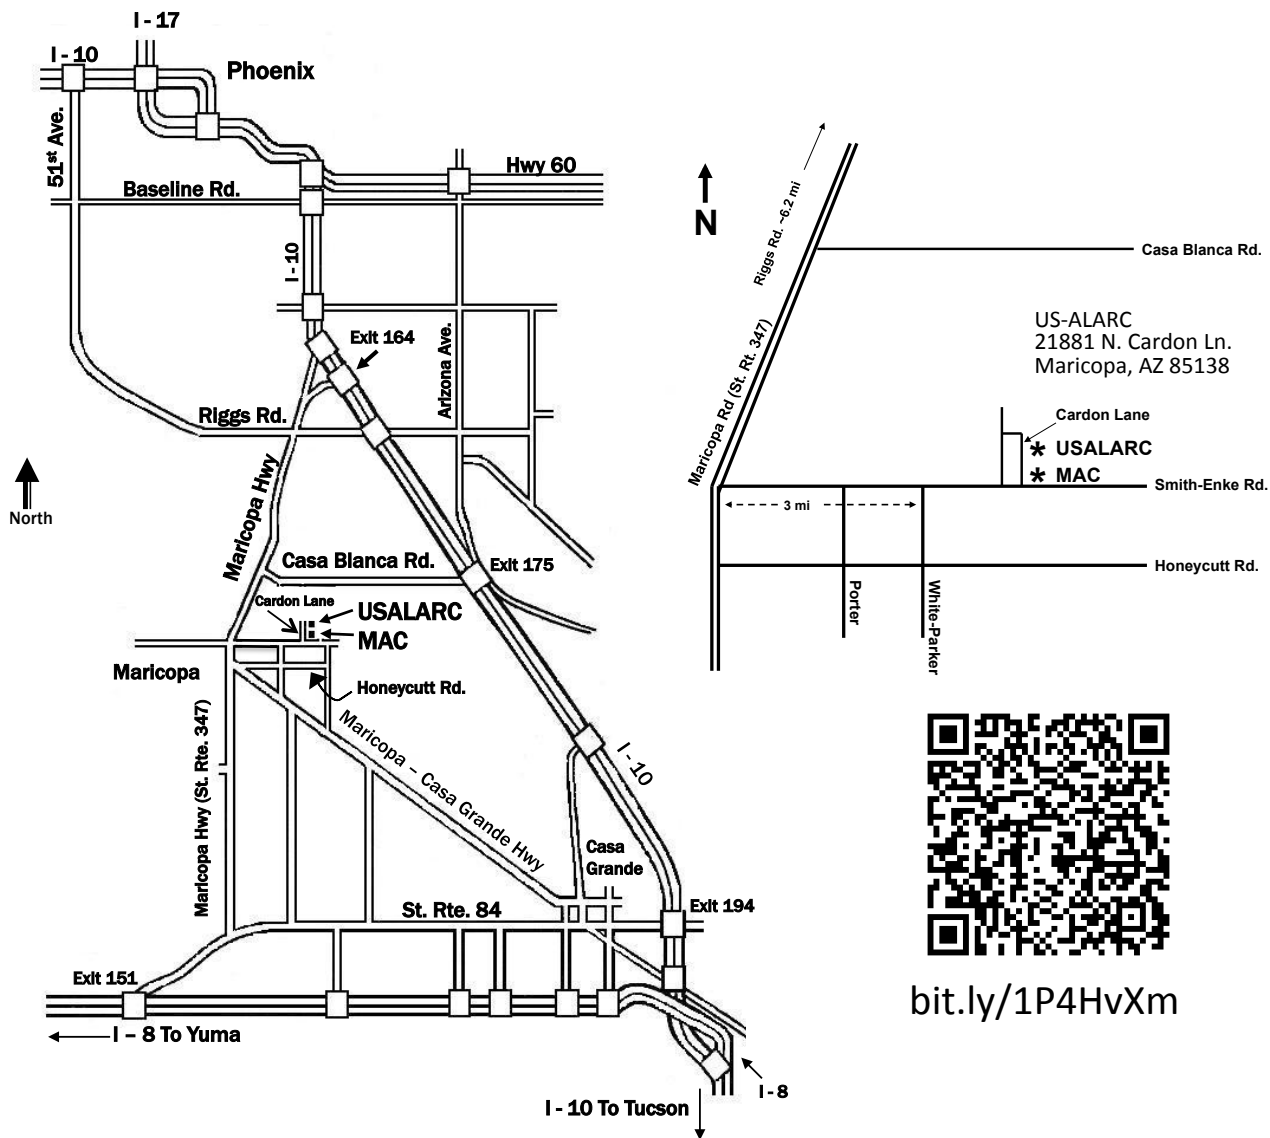 I - 17
I - 10
Phoenix
51st Ave.
Hwy 60
Baseline Rd.
I - 10
Exit 164
Arizona Ave.
Riggs Rd.
North
Maricopa Hwy
Casa Blanca Rd.
Exit 175
Cardon Lane
USALARC
MAC
Maricopa
Honeycutt Rd.
Maricopa Hwy (St. Rte. 347)
Maricopa – Casa Grande Hwy
I - 10
Casa
Grande
St. Rte. 84
Exit 194
Exit 151
I – 8 To Yuma
I - 8
I - 10 To Tucson
N
Riggs Rd. ~6.2 mi
Casa Blanca Rd.
Maricopa Rd (St. Rt. 347)
US-ALARC
21881 N. Cardon Ln.
Maricopa, AZ 85138
Cardon Lane
* USALARC
* MAC
Smith-Enke Rd.
3 mi
Honeycutt Rd.
Porter
White-Parker
bit.ly/1P4HvXm